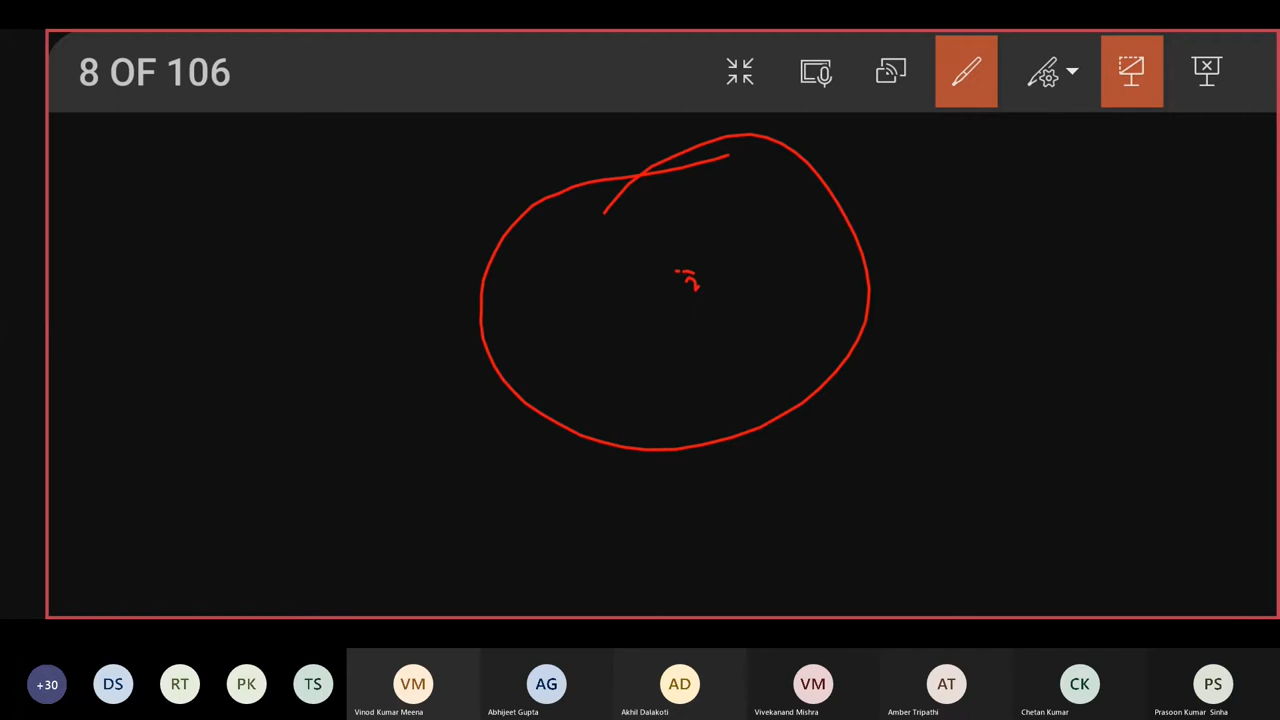 8 OF 106
+30 DS RT PK TS VM AG AD VM AT CK PS
Vinod Kumar Meena Abhijeet Gupta Akhil Dalakoti Vivekanand Mishra Amber Tripathi Chetan Kumar Prasoon Kumar Sinha